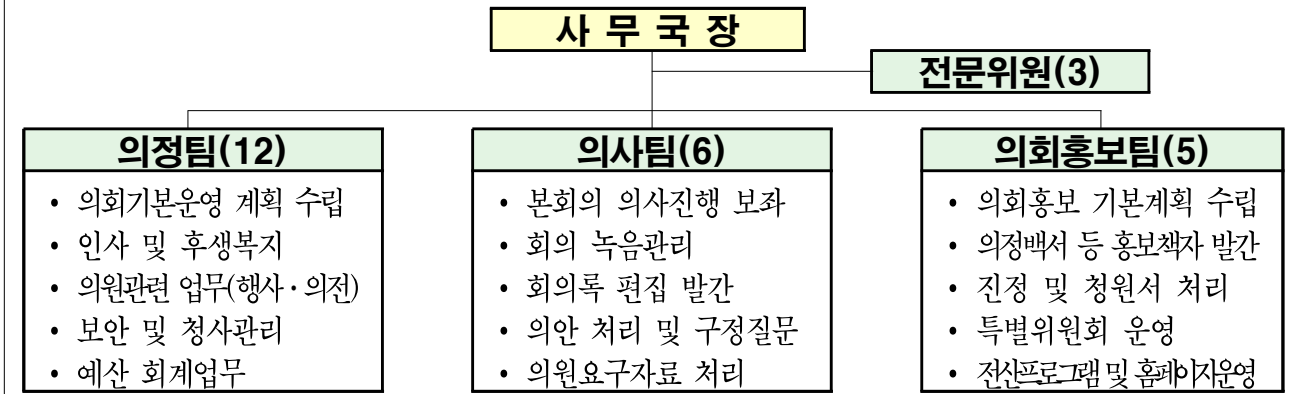 사 무 국 장
전문위원(3)
의정팀(12)
• 의회기본운영 계획 수립
• 인사 및 후생복지
• 의원관련 업무(행사·의전)
• 보안 및 청사관리
• 예산 회계업무
의사팀(6)
• 본회의 의사진행 보좌
• 회의 녹음관리
• 회의록 편집 발간
• 의안 처리 및 구정질문
• 의원요구자료 처리
의회홍보팀(5)
• 의회홍보 기본계획 수립
• 의정백서 등 홍보책자 발간
• 진정 및 청원서 처리
• 특별위원회 운영
• 전산프로그램 및 홈페이지운영